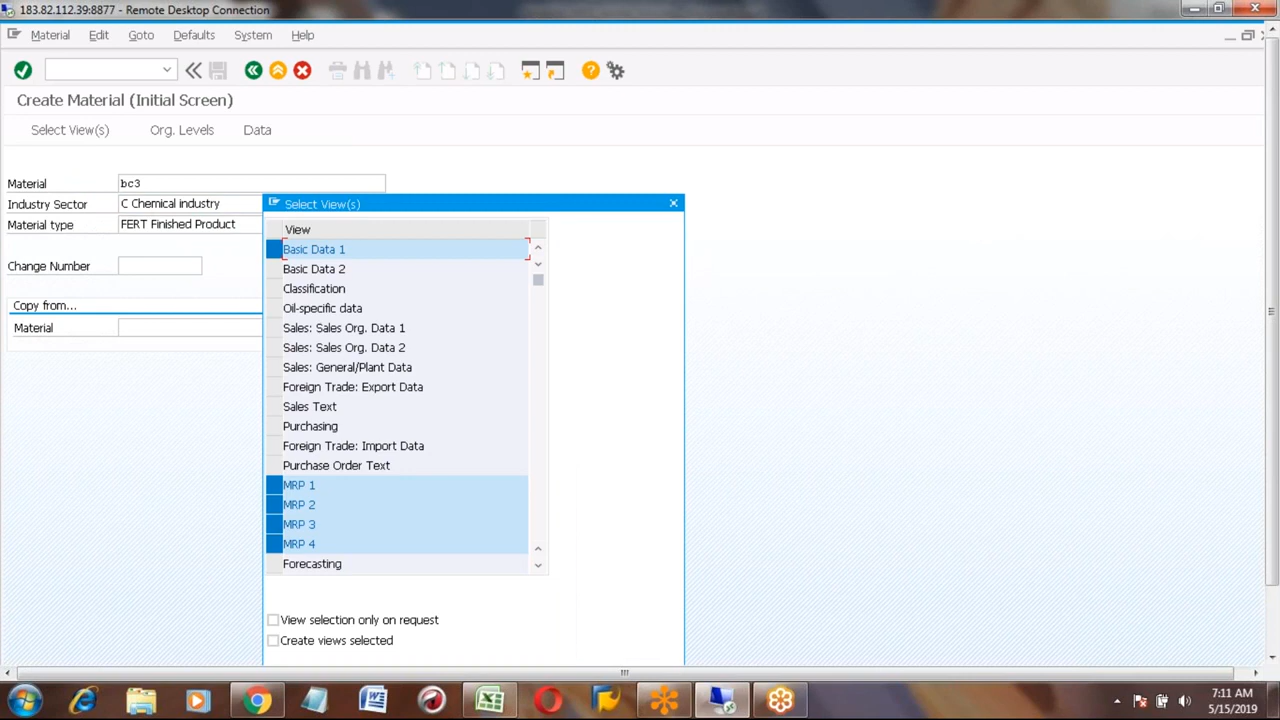 183.82.112.39:8877 - Remote Desktop Connection
Material Edit Goto Defaults System Help
Create Material (Initial Screen)
Select View(s) Org. Levels Data
Material bc3
Industry Sector C Chemical industry
Material type FERT Finished Product
Change Number
Copy from...
Material
Select View(s)
View
Basic Data 1
Basic Data 2
Classification
Oil-specific data
Sales: Sales Org. Data 1
Sales: Sales Org. Data 2
Sales: General/Plant Data
Foreign Trade: Export Data
Sales Text
Purchasing
Foreign Trade: Import Data
Purchase Order Text
MRP 1
MRP 2
MRP 3
MRP 4
Forecasting
View selection only on request
Create views selected
7:11 AM
5/15/2019